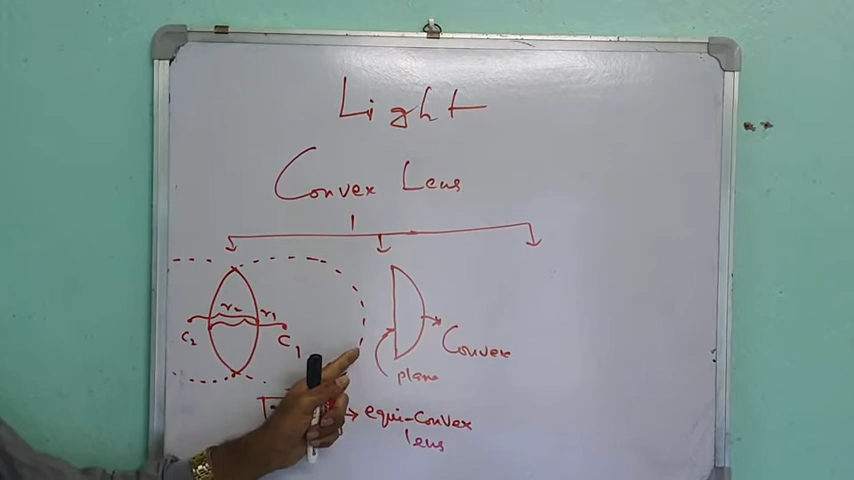 Light
Convex Lens
r₂ r₁
C₂ C₁
Convex
plane
→ equi-Convex
lens